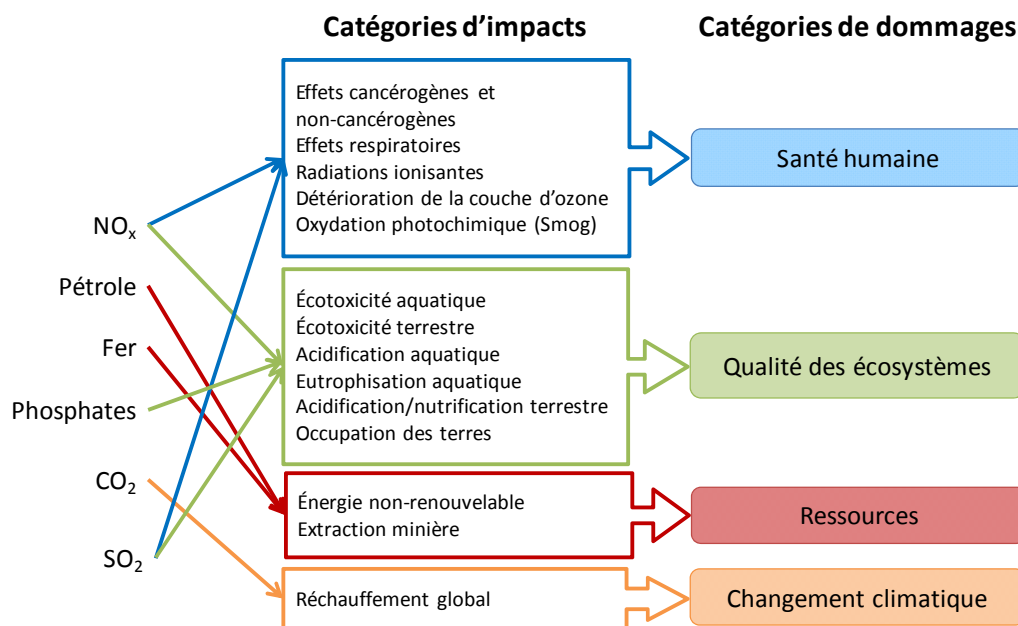 Catégories d'impacts
Catégories de dommages
NOₓ
Pétrole
Fer
Phosphates
CO₂
SO₂
Effets cancérogènes et
non-cancérogènes
Effets respiratoires
Radiations ionisantes
Détérioration de la couche d'ozone
Oxydation photochimique (Smog)
Santé humaine
Écotoxicité aquatique
Écotoxicité terrestre
Acidification aquatique
Eutrophisation aquatique
Acidification/nutrification terrestre
Occupation des terres
Qualité des écosystèmes
Énergie non-renouvelable
Extraction minière
Ressources
Réchauffement global
Changement climatique